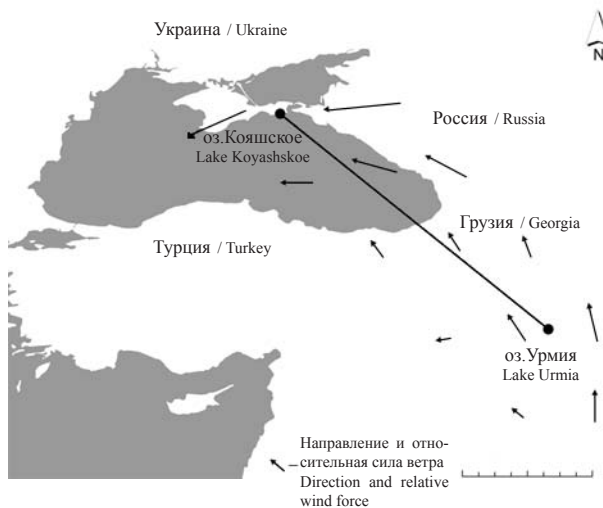 Украина / Ukraine
N
Россия / Russia
оз.Кояшское
Lake Koyashskoe
Грузия / Georgia
Турция / Turkey
оз.Урмия
Lake Urmia
Направление и отно-
сительная сила ветра
Direction and relative
wind force